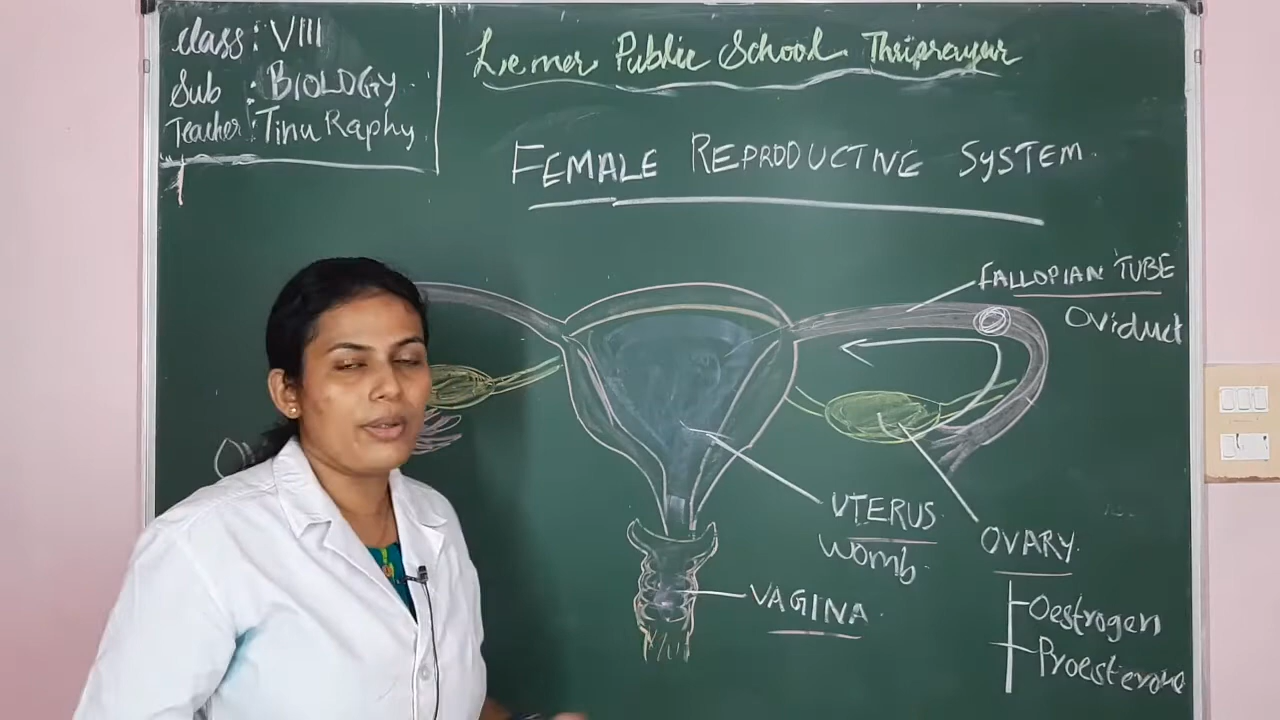 Class : VIII
Sub : BIOLOGY
Teacher : Tinu Raphy
Lemer Public School Thriprayar
FEMALE REPRODUCTIVE SYSTEM
FALLOPIAN TUBE
Oviduct
UTERUS
Womb
OVARY
Oestrogen
Proesterone
VAGINA